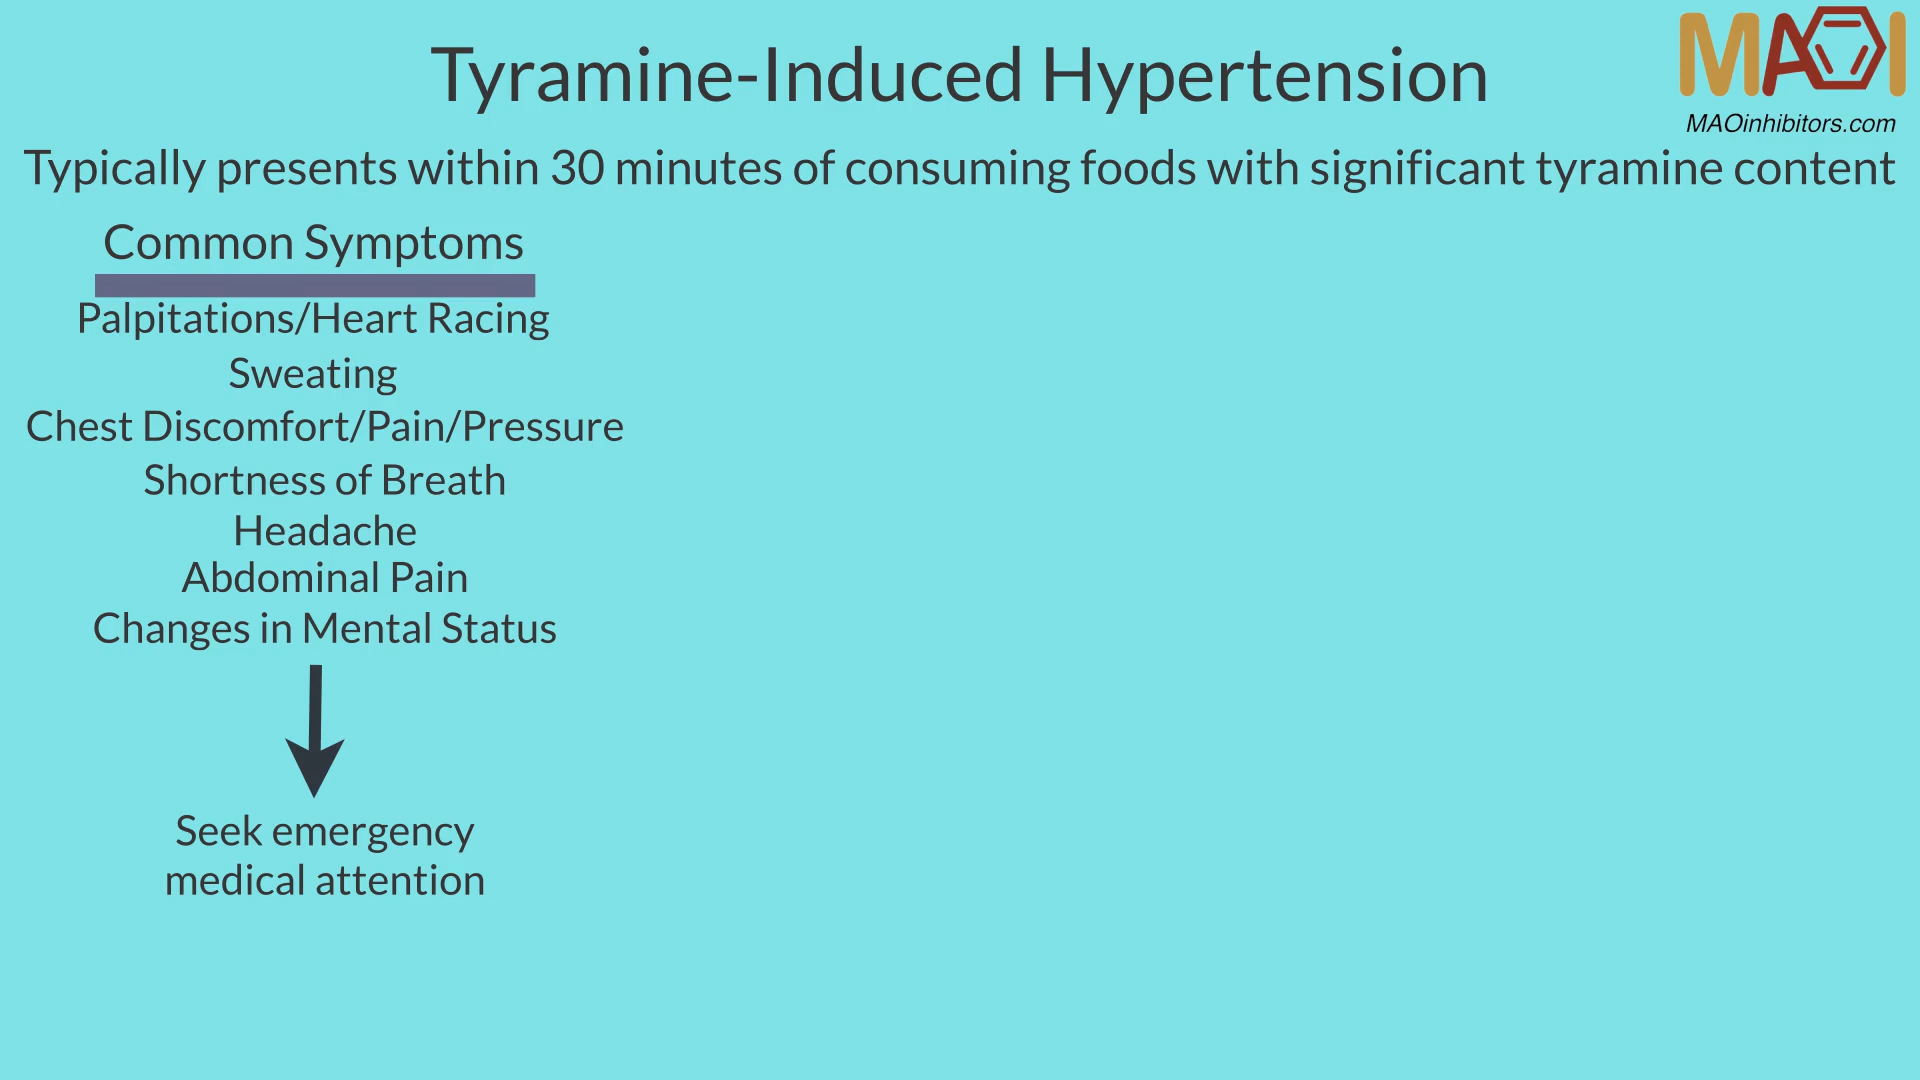 Tyramine-Induced Hypertension
MAOI
MAOinhibitors.com
Typically presents within 30 minutes of consuming foods with significant tyramine content
Common Symptoms
Palpitations/Heart Racing
Sweating
Chest Discomfort/Pain/Pressure
Shortness of Breath
Headache
Abdominal Pain
Changes in Mental Status
Seek emergency
medical attention